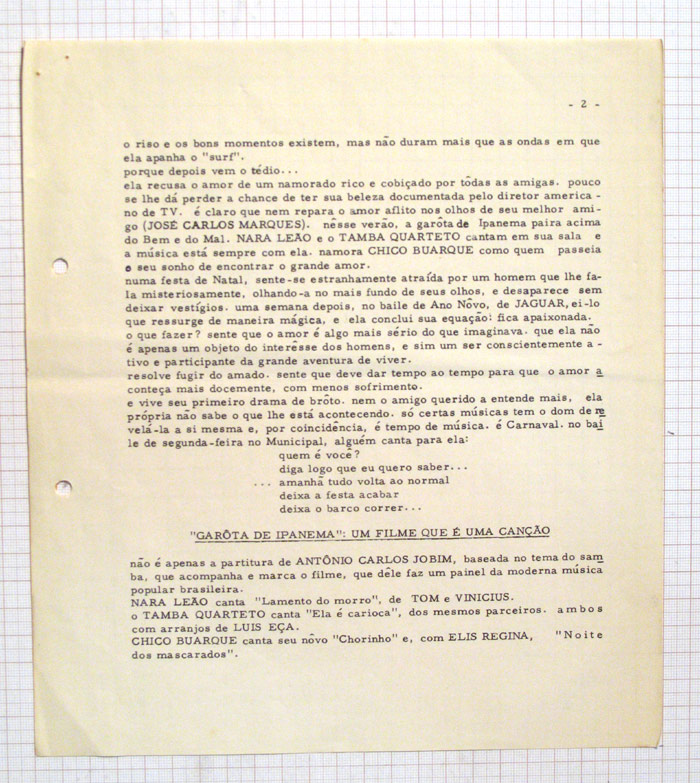 - 2 -
o riso e os bons momentos existem, mas não duram mais que as ondas em que
ela apanha o "surf".
porque depois vem o tédio...
ela recusa o amor de um namorado rico e cobiçado por tôdas as amigas. pouco
se lhe dá perder a chance de ter sua beleza documentada pelo diretor america -
no de TV. é claro que nem repara o amor aflito nos olhos de seu melhor ami-
go (JOSÉ CARLOS MARQUES). nêsse verão, a garôta de Ipanema paira acima
do Bem e do Mal. NARA LEÃO e o TAMBA QUARTETO cantam em sua sala e
a música está sempre com ela. namora CHICO BUARQUE como quem passeia
o seu sonho de encontrar o grande amor.
numa festa de Natal, sente-se estranhamente atraída por um homem que lhe fa-
la misteriosamente, olhando-a no mais fundo de seus olhos, e desaparece sem
deixar vestígios. uma semana depois, no baile de Ano Nôvo, de JAGUAR, ei-lo
que ressurge de maneira mágica, e ela conclui sua equação: fica apaixonada.
o que fazer? sente que o amor é algo mais sério do que imaginava. que ela não
é apenas um objeto do interêsse dos homens, e sim um ser conscientemente a -
tivo e participante da grande aventura de viver.
resolve fugir do amado. sente que deve dar tempo ao tempo para que o amor a
conteça mais docemente, com menos sofrimento.
e vive seu primeiro drama de brôto. nem o amigo querido a entende mais, ela
própria não sabe o que lhe está acontecendo. só certas músicas tem o dom de re
velá-la a si mesma e, por coincidência, é tempo de música. é Carnaval. no bai
le de segunda-feira no Municipal, alguém canta para ela:
quem é você?
diga logo que eu quero saber...
... amanhã tudo volta ao normal
deixa a festa acabar
deixa o barco correr...
"GARÔTA DE IPANEMA": UM FILME QUE É UMA CANÇÃO
não é apenas a partitura de ANTÔNIO CARLOS JOBIM, baseada no tema do sam
ba, que acompanha e marca o filme, que dêle faz um painel da moderna música
popular brasileira.
NARA LEÃO canta "Lamento do morro", de TOM e VINICIUS.
o TAMBA QUARTETO canta "Ela é carioca", dos mesmos parceiros. ambos
com arranjos de LUIS EÇA.
CHICO BUARQUE canta seu nôvo "Chorinho" e, com ELIS REGINA, "Noite
dos mascarados".